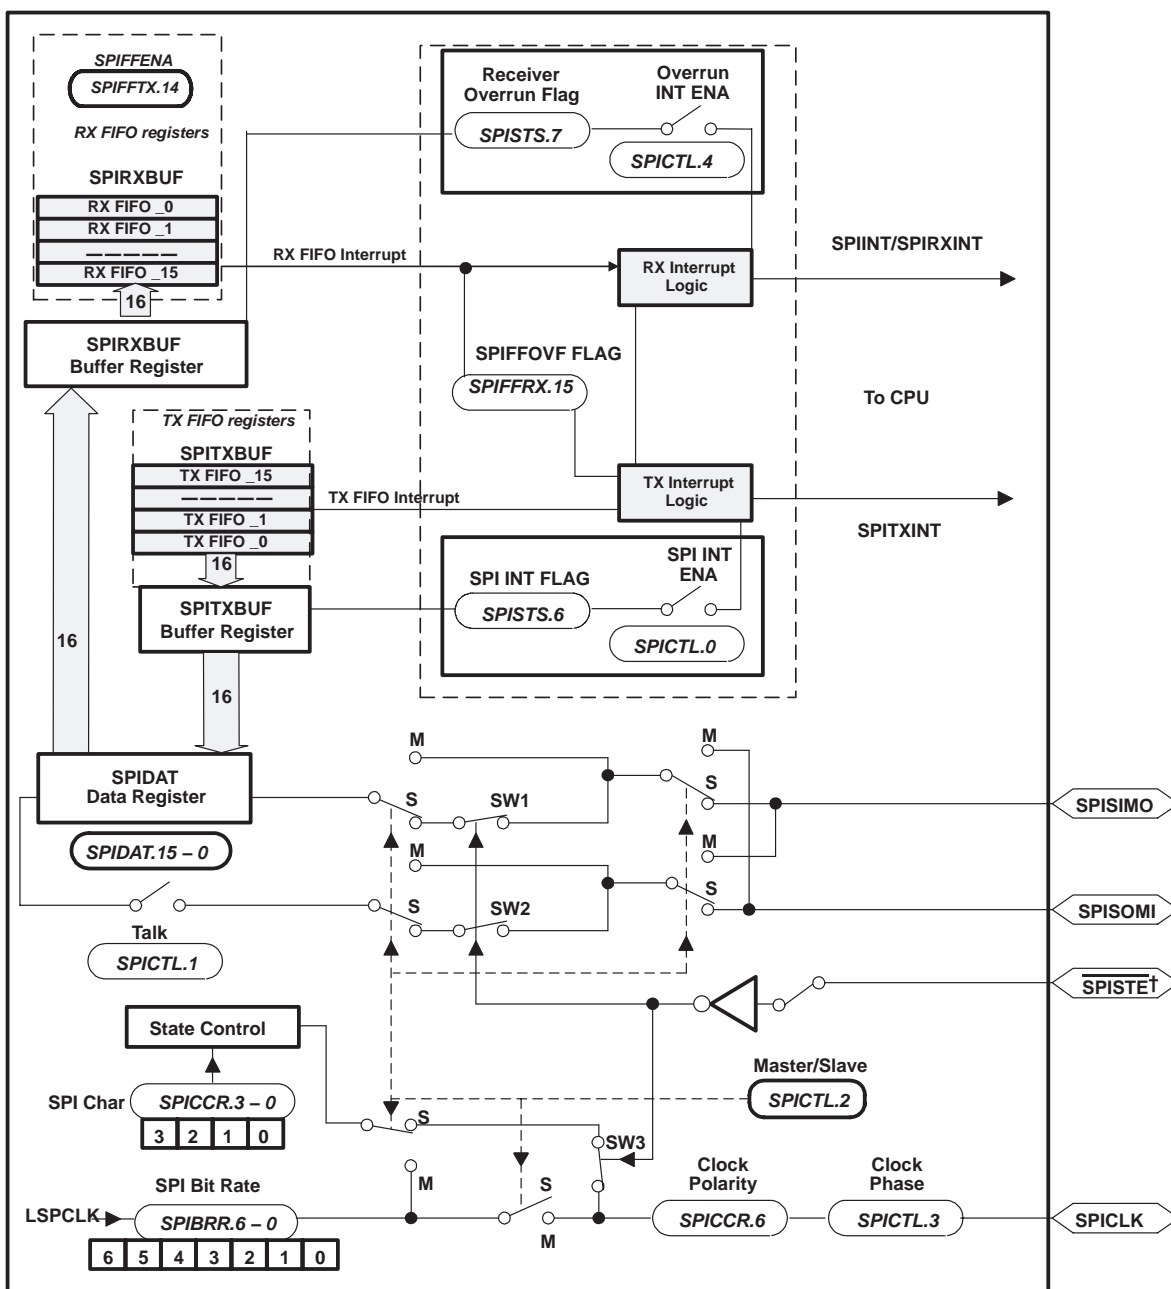 SPIFFENA
SPIFFTX.14
RX FIFO registers
SPIRXBUF
RX FIFO _0
RX FIFO _1
—————
RX FIFO _15
16
SPIRXBUF
Buffer Register
Receiver
Overrun Flag
SPISTS.7
Overrun
INT ENA
SPICTL.4
RX FIFO Interrupt
RX Interrupt
Logic
SPIINT/SPIRXINT
SPIFFOVF FLAG
SPIFFRX.15
To CPU
TX FIFO registers
SPITXBUF
TX FIFO _15
—————
TX FIFO _1
TX FIFO _0
16
TX FIFO Interrupt
TX Interrupt
Logic
SPITXINT
SPITXBUF
Buffer Register
SPI INT FLAG
SPISTS.6
SPI INT
ENA
SPICTL.0
16
16
SPIDAT
Data Register
SPIDAT.15 – 0
M
S
SW1
M
S
SPISIMO
M
S
SW2
M
S
SPISOMI
Talk
SPICTL.1
SPISTE†
State Control
Master/Slave
SPICTL.2
SPI Char
SPICCR.3 – 0
3 2 1 0
S
SW3
M
S
M
SPI Bit Rate
LSPCLK
SPIBRR.6 – 0
6 5 4 3 2 1 0
Clock
Polarity
SPICCR.6
Clock
Phase
SPICTL.3
SPICLK